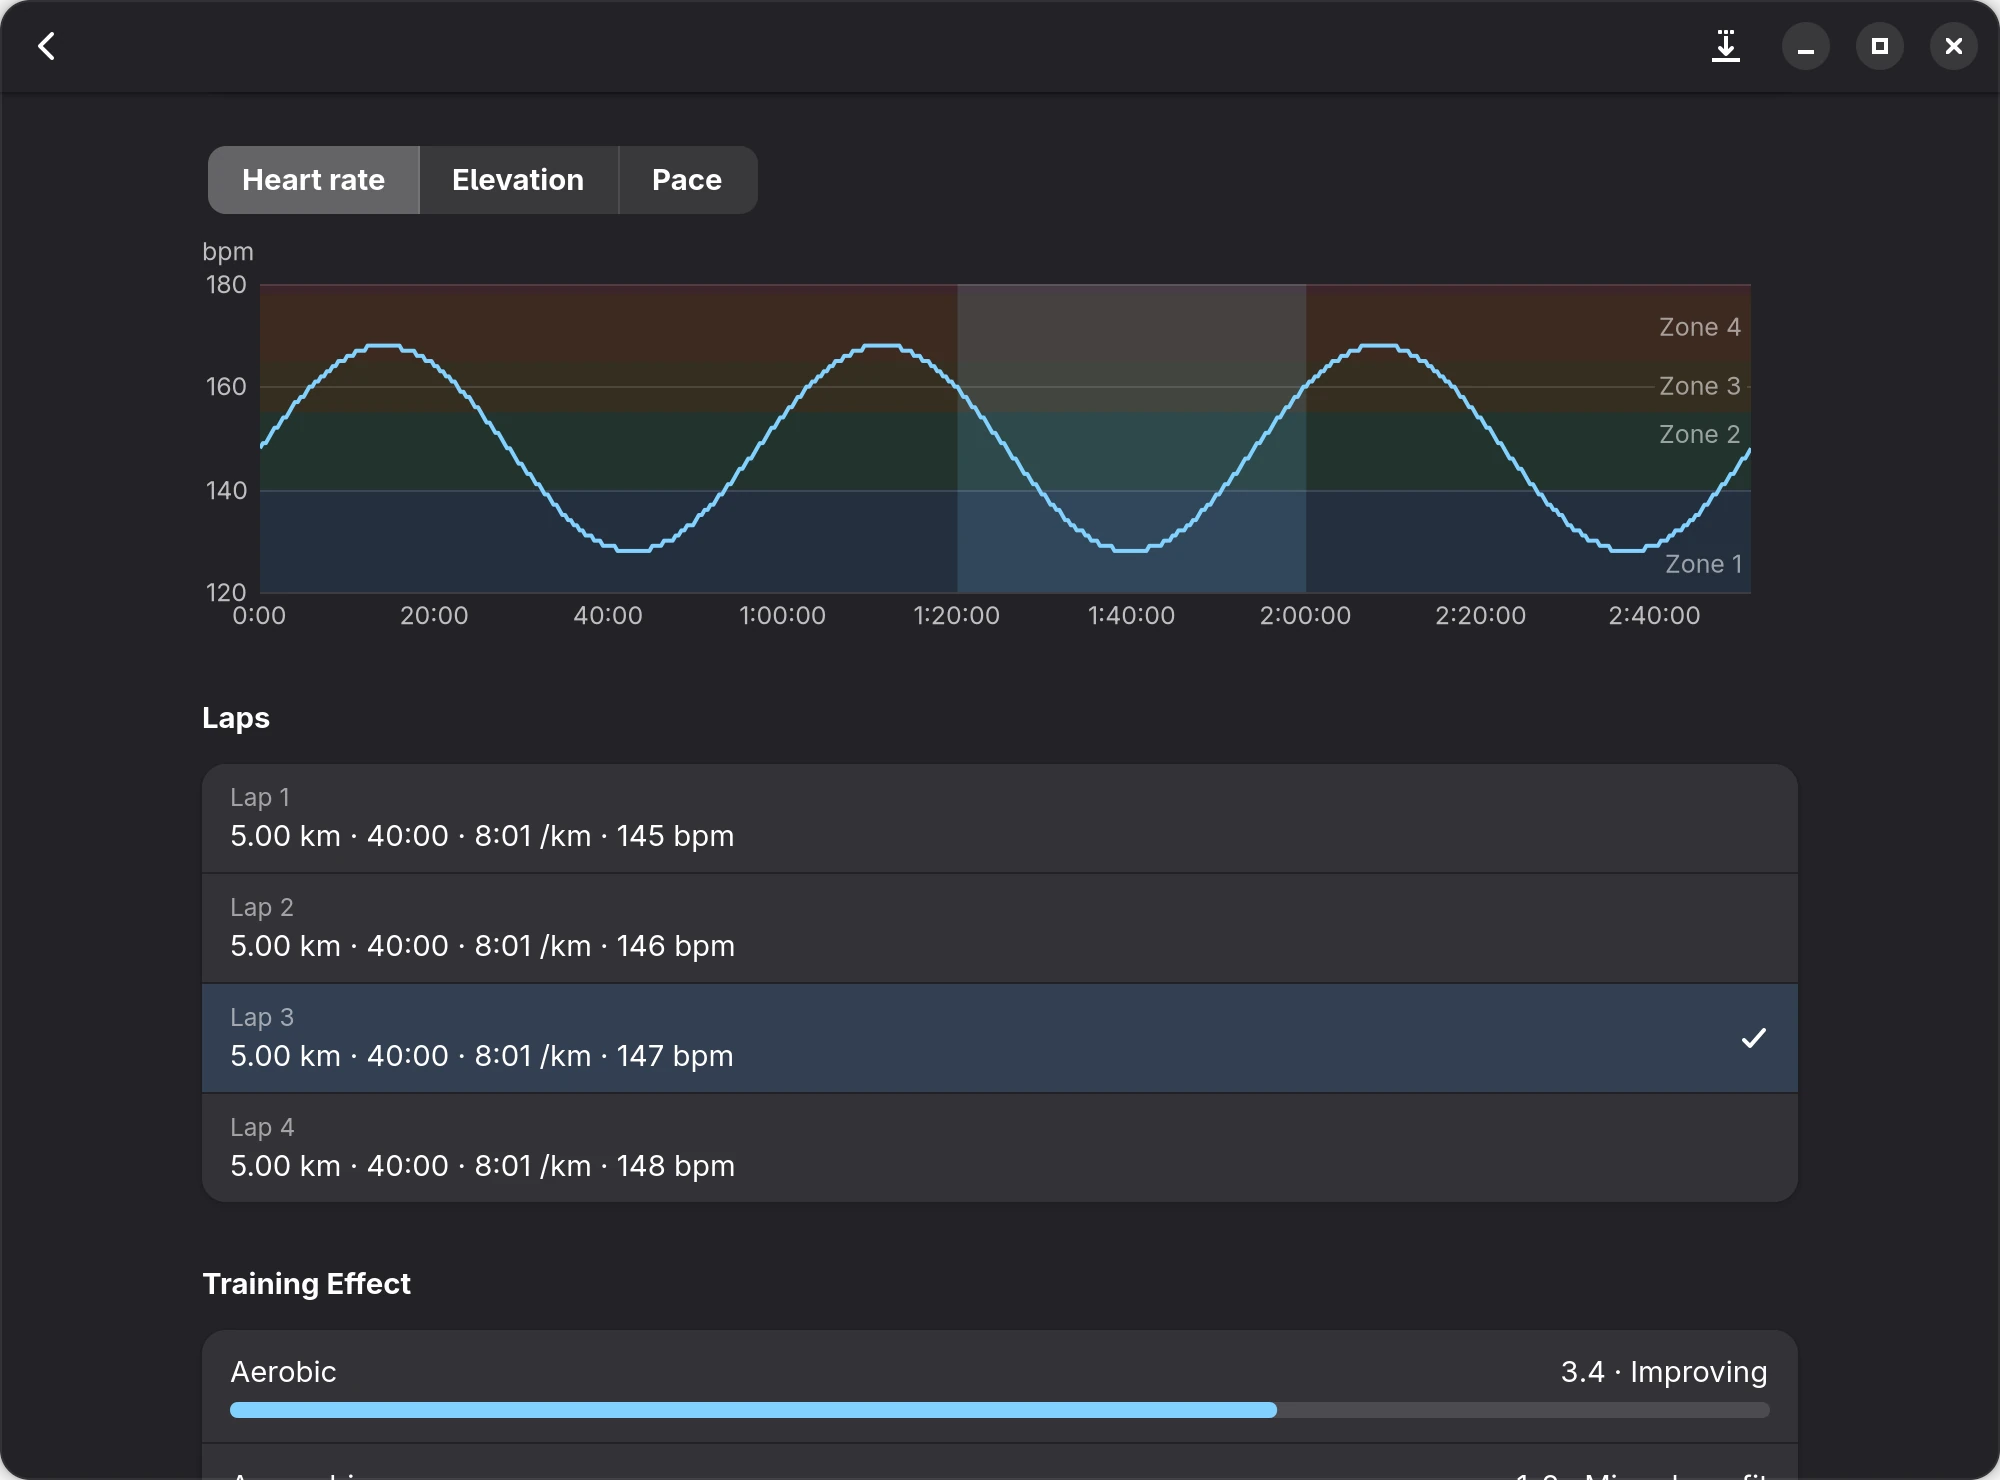 Heart rate Elevation Pace
bpm
180
Zone 4
160
Zone 3
Zone 2
140
Zone 1
120
0:00 20:00 40:00 1:00:00 1:20:00 1:40:00 2:00:00 2:20:00 2:40:00
Laps
Lap 1
5.00 km · 40:00 · 8:01 /km · 145 bpm
Lap 2
5.00 km · 40:00 · 8:01 /km · 146 bpm
Lap 3
5.00 km · 40:00 · 8:01 /km · 147 bpm
Lap 4
5.00 km · 40:00 · 8:01 /km · 148 bpm
Training Effect
Aerobic 3.4 · Improving